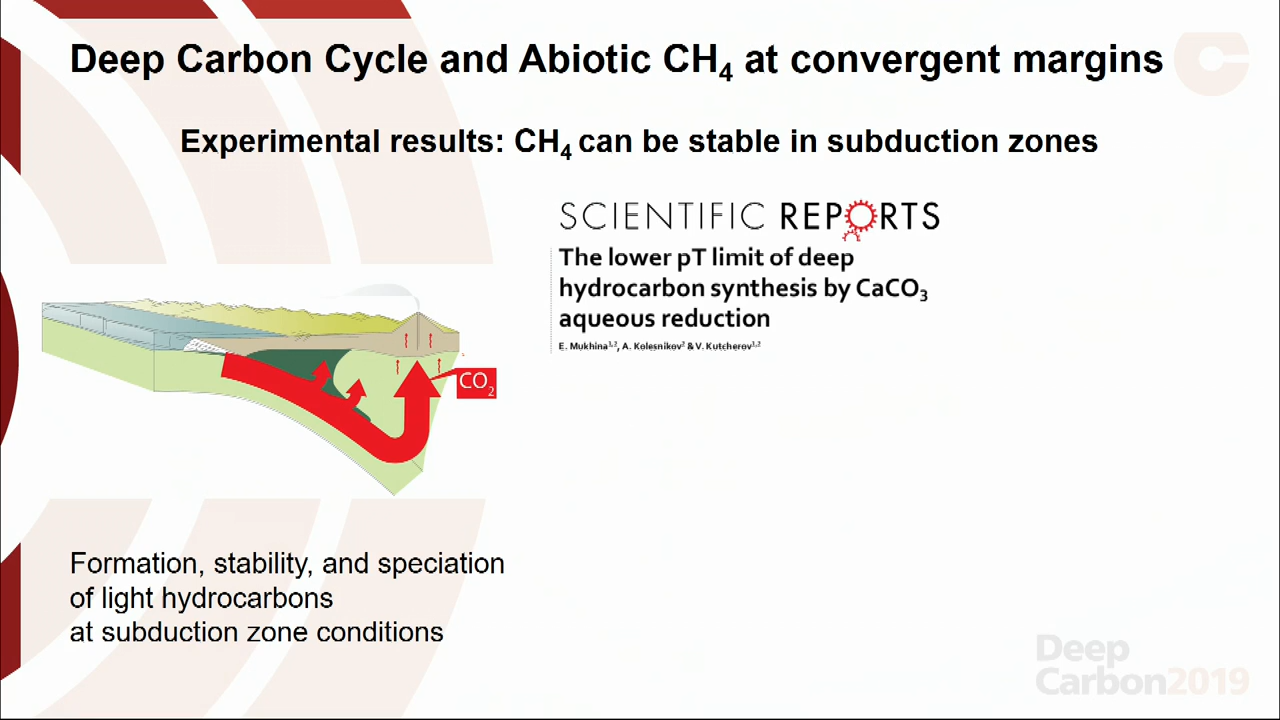 Deep Carbon Cycle and Abiotic CH₄ at convergent margins
Experimental results: CH₄ can be stable in subduction zones
SCIENTIFIC REPORTS
The lower pT limit of deep
hydrocarbon synthesis by CaCO₃
aqueous reduction
E. Mukhina¹,², A. Kolesnikov² & V. Kutcherov¹,²
CO₂
Formation, stability, and speciation
of light hydrocarbons
at subduction zone conditions
Deep
Carbon2019